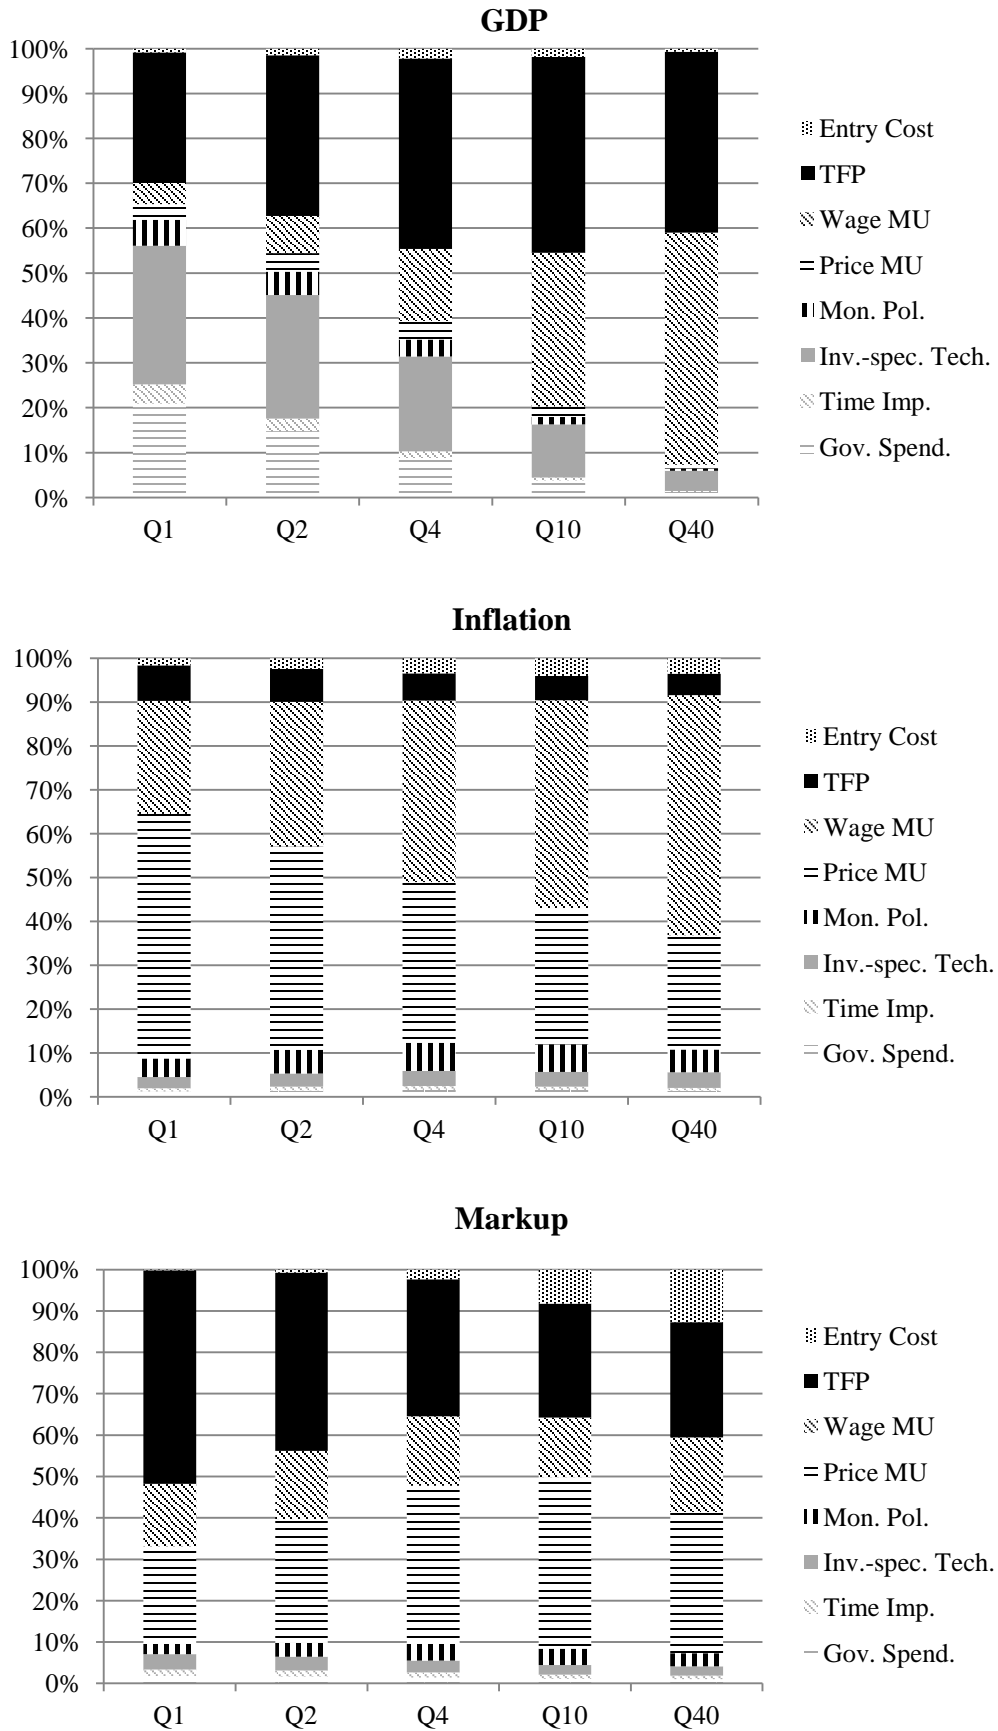 GDP
100%
90%
80%
70%
60%
50%
40%
30%
20%
10%
0%
Q1 Q2 Q4 Q10 Q40
Entry Cost
TFP
Wage MU
Price MU
Mon. Pol.
Inv.-spec. Tech.
Time Imp.
Gov. Spend.
Inflation
100%
90%
80%
70%
60%
50%
40%
30%
20%
10%
0%
Q1 Q2 Q4 Q10 Q40
Entry Cost
TFP
Wage MU
Price MU
Mon. Pol.
Inv.-spec. Tech.
Time Imp.
Gov. Spend.
Markup
100%
90%
80%
70%
60%
50%
40%
30%
20%
10%
0%
Q1 Q2 Q4 Q10 Q40
Entry Cost
TFP
Wage MU
Price MU
Mon. Pol.
Inv.-spec. Tech.
Time Imp.
Gov. Spend.